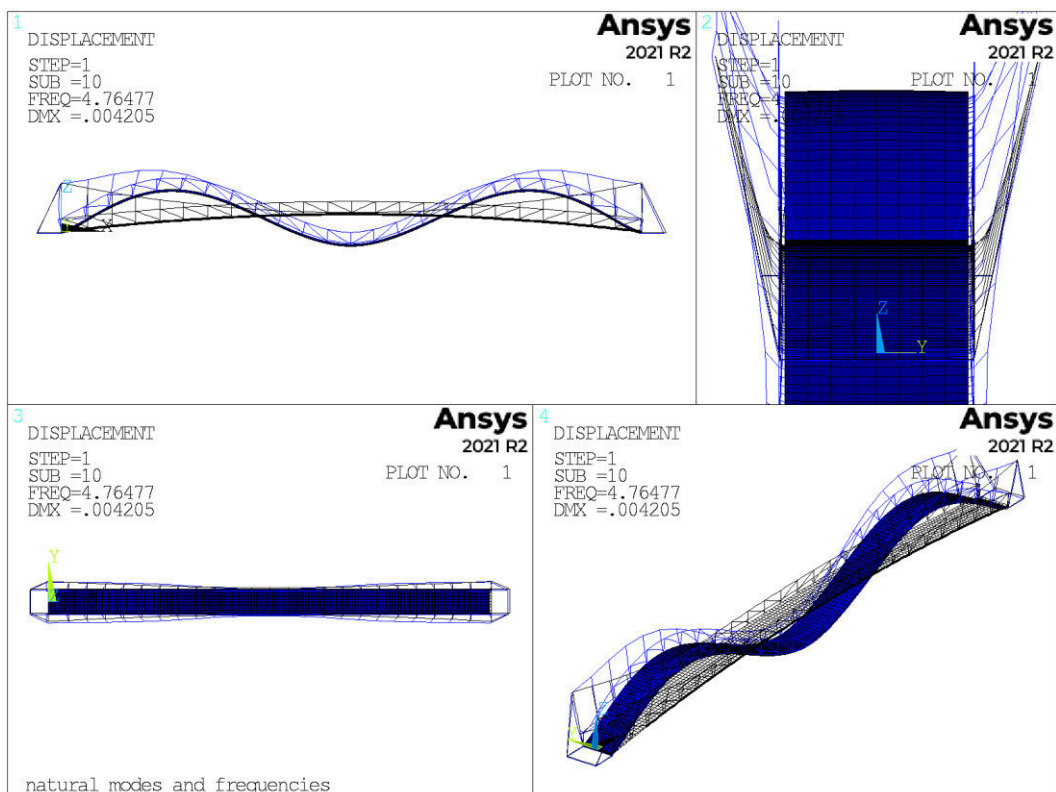 1
DISPLACEMENT
STEP=1
SUB =10
FREQ=4.76477
DMX =.004205
Ansys
2021 R2
PLOT NO. 1
Z
X
2
DISPLACEMENT
STEP=1
SUB =10
DMX =
Ansys
2021 R2
PLOT NO. 1
Z
Y
3
DISPLACEMENT
STEP=1
SUB =10
FREQ=4.76477
DMX =.004205
Ansys
2021 R2
PLOT NO. 1
Y
natural modes and frequencies
4
DISPLACEMENT
STEP=1
SUB =10
FREQ=4.76477
DMX =.004205
Ansys
2021 R2
PLOT NO. 1